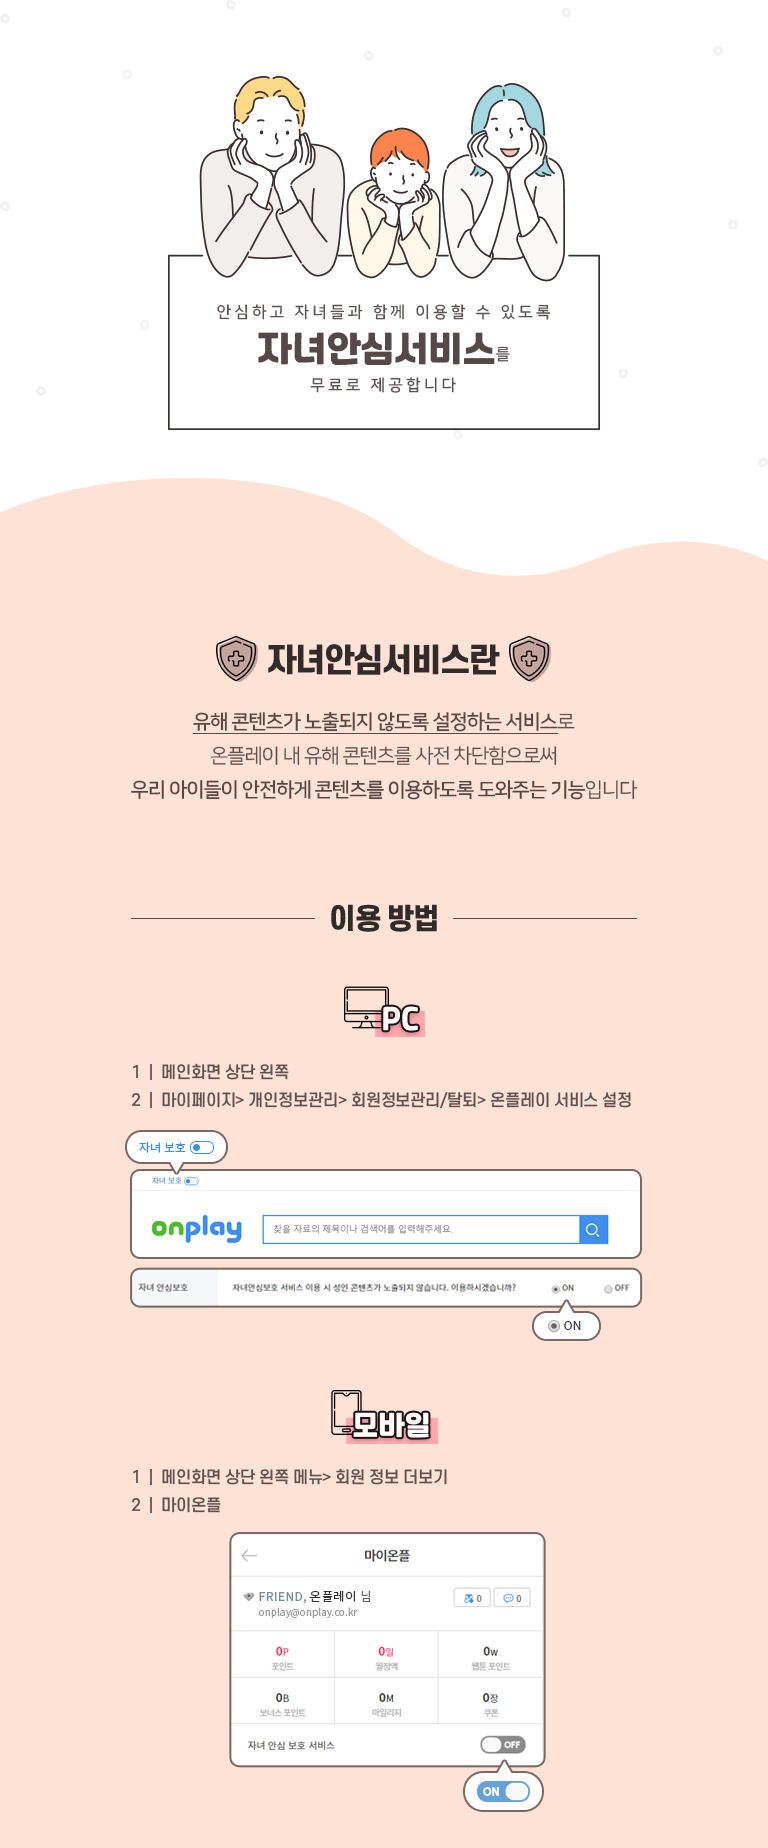 안심하고 자녀들과 함께 이용할 수 있도록
자녀안심서비스를
무료로 제공합니다
자녀안심서비스란
유해 콘텐츠가 노출되지 않도록 설정하는 서비스로
온플레이 내 유해 콘텐츠를 사전 차단함으로써
우리 아이들이 안전하게 콘텐츠를 이용하도록 도와주는 기능입니다
이용 방법
PC
1 | 메인화면 상단 왼쪽
2 | 마이페이지> 개인정보관리> 회원정보관리/탈퇴> 온플레이 서비스 설정
자녀 보호
자녀 보호
onplay
찾을 자료의 제목이나 검색어를 입력해주세요.
자녀 안심보호 자녀안심보호 서비스 이용 시 성인 콘텐츠가 노출되지 않습니다. 이용하시겠습니까? ON OFF
ON
모바일
1 | 메인화면 상단 왼쪽 메뉴> 회원 정보 더보기
2 | 마이온플
마이온플
FRIEND, 온플레이 님 0 0
onplay@onplay.co.kr
0P 0일 0W
포인트 월정액 웹툰 포인트
0B 0M 0장
보너스 포인트 마일리지 쿠폰
자녀 안심 보호 서비스 OFF
ON